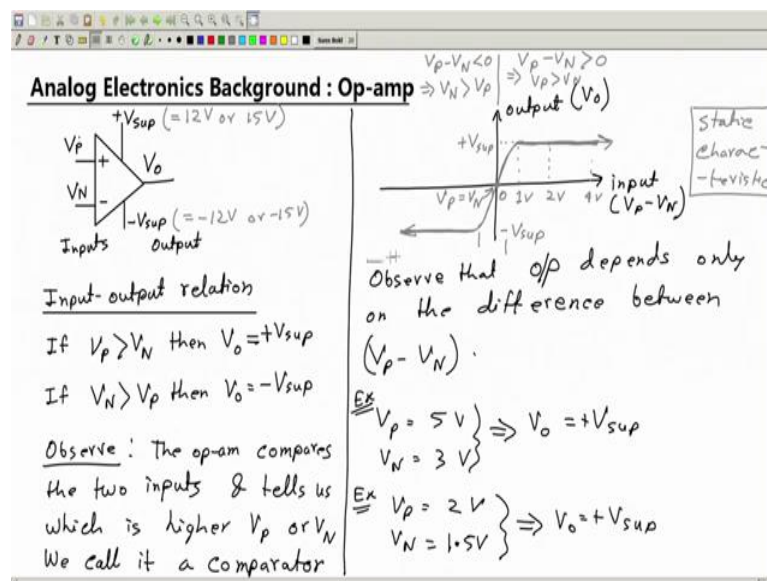 Sans Bold
Analog Electronics Background : Op-amp
+Vsup (=12V or 15V)
Vp
+
Vo
VN
-
-Vsup (=-12V or -15V)
Inputs
Output
Input-output relation
If Vp>VN then Vo=+Vsup
If VN>Vp then Vo=-Vsup
Observe: The op-am compares
the two inputs & tells us
which is higher Vp or VN
We call it a comparator
Vp-VN<0
⇒ VN>Vp
Vp-VN>0
⇒ Vp>VN
output (Vo)
+Vsup
Vp=VN
0 1V 2V 4V
input
(Vp-VN)
-Vsup
Static
Charac-
-teristic
Observe that o/p depends only
on the difference between
(Vp - VN).
Ex
Vp = 5 V
VN = 3 V
⇒ Vo = +Vsup
Ex
Vp = 2 V
VN = 1.5V
⇒ Vo=+Vsup